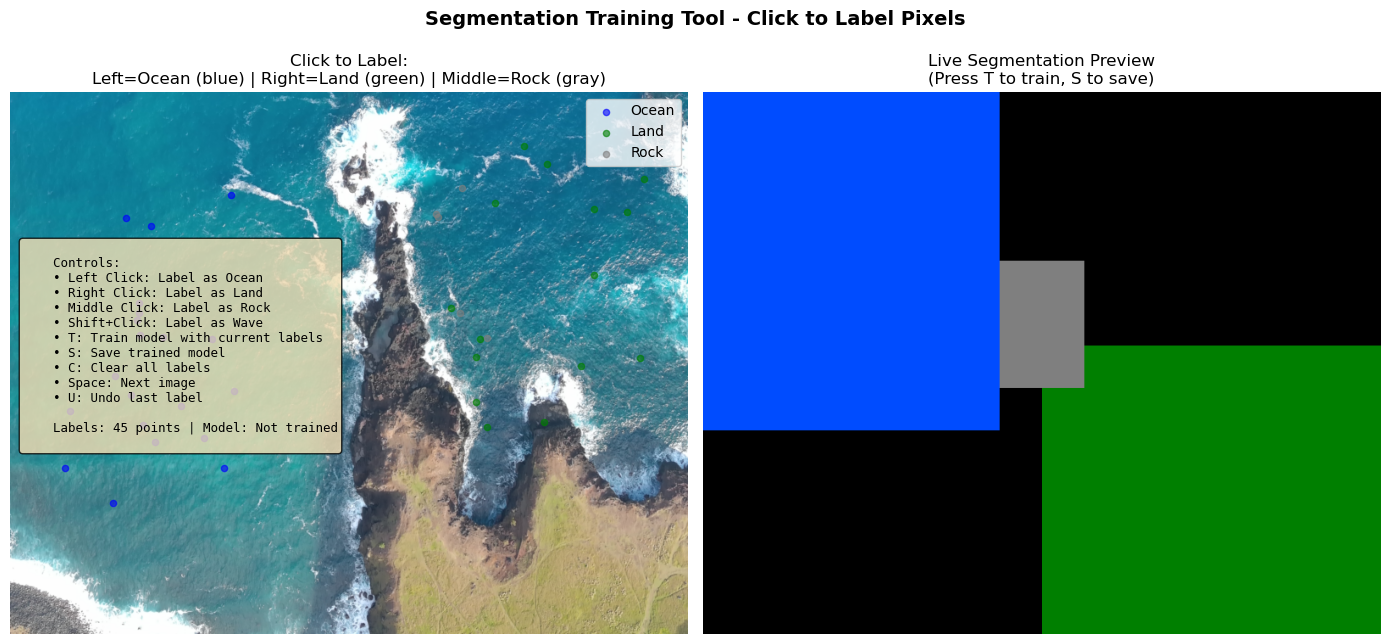 Segmentation Training Tool - Click to Label Pixels
Click to Label:
Left=Ocean (blue) | Right=Land (green) | Middle=Rock (gray)
Ocean
Land
Rock
Controls:
• Left Click: Label as Ocean
• Right Click: Label as Land
• Middle Click: Label as Rock
• Shift+Click: Label as Wave
• T: Train model with current labels
• S: Save trained model
• C: Clear all labels
• Space: Next image
• U: Undo last label
Labels: 45 points | Model: Not trained
Live Segmentation Preview
(Press T to train, S to save)